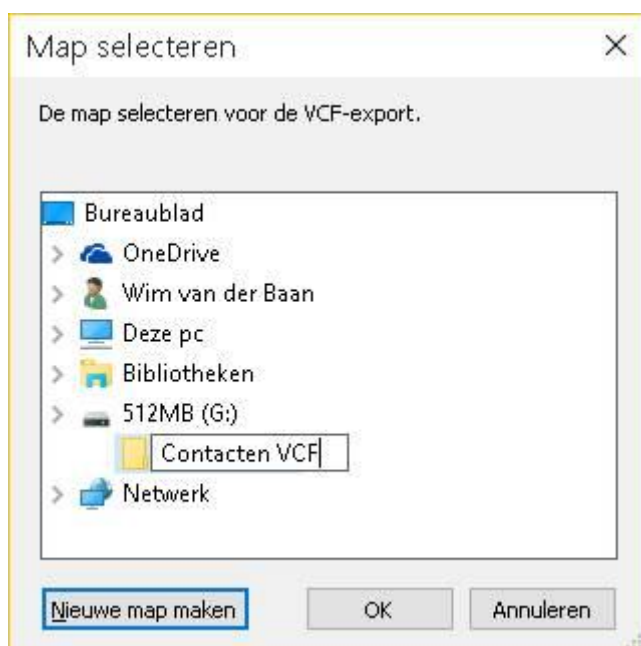 Map selecteren
De map selecteren voor de VCF-export.
Bureaublad
OneDrive
Wim van der Baan
Deze pc
Bibliotheken
512MB (G:)
Contacten VCF
Netwerk
Nieuwe map maken OK Annuleren